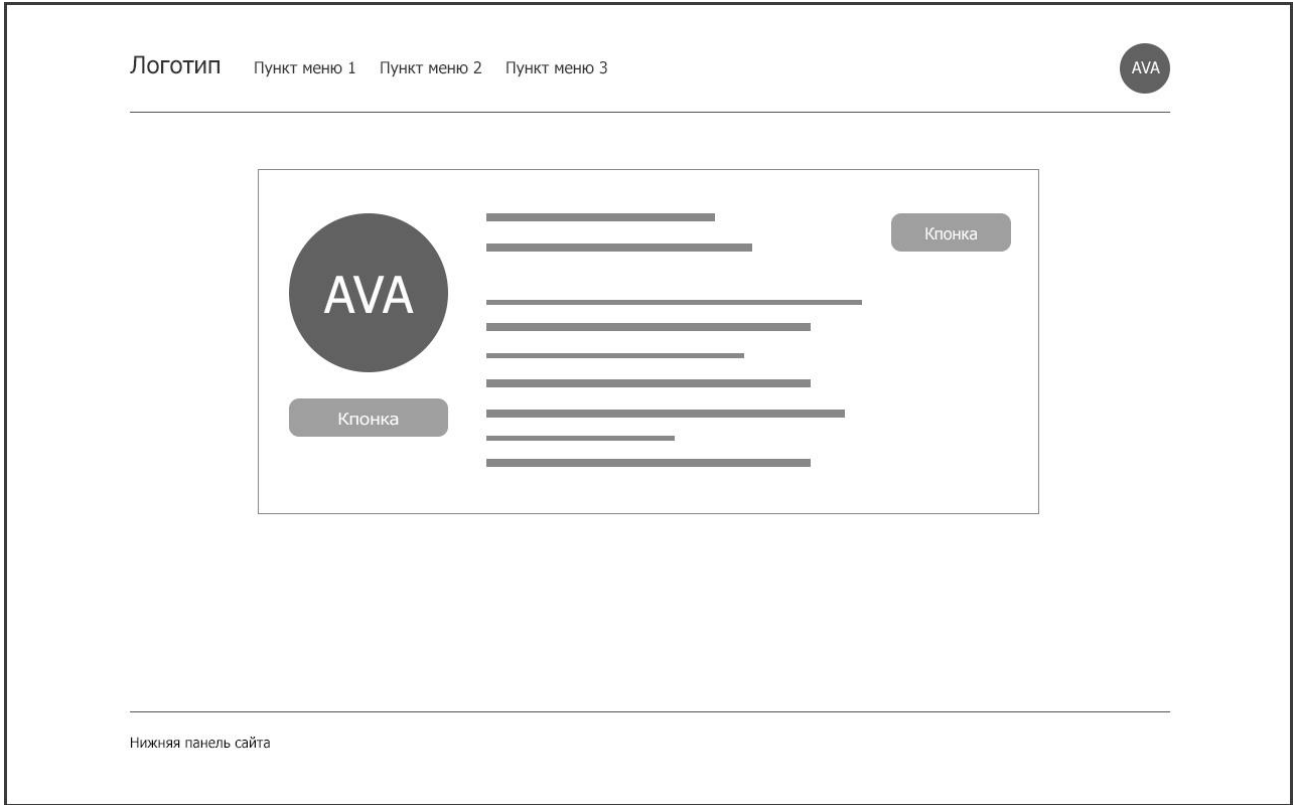 Логотип Пункт меню 1 Пункт меню 2 Пункт меню 3 AVA
Кпонка
AVA
Кпонка
Нижняя панель сайта